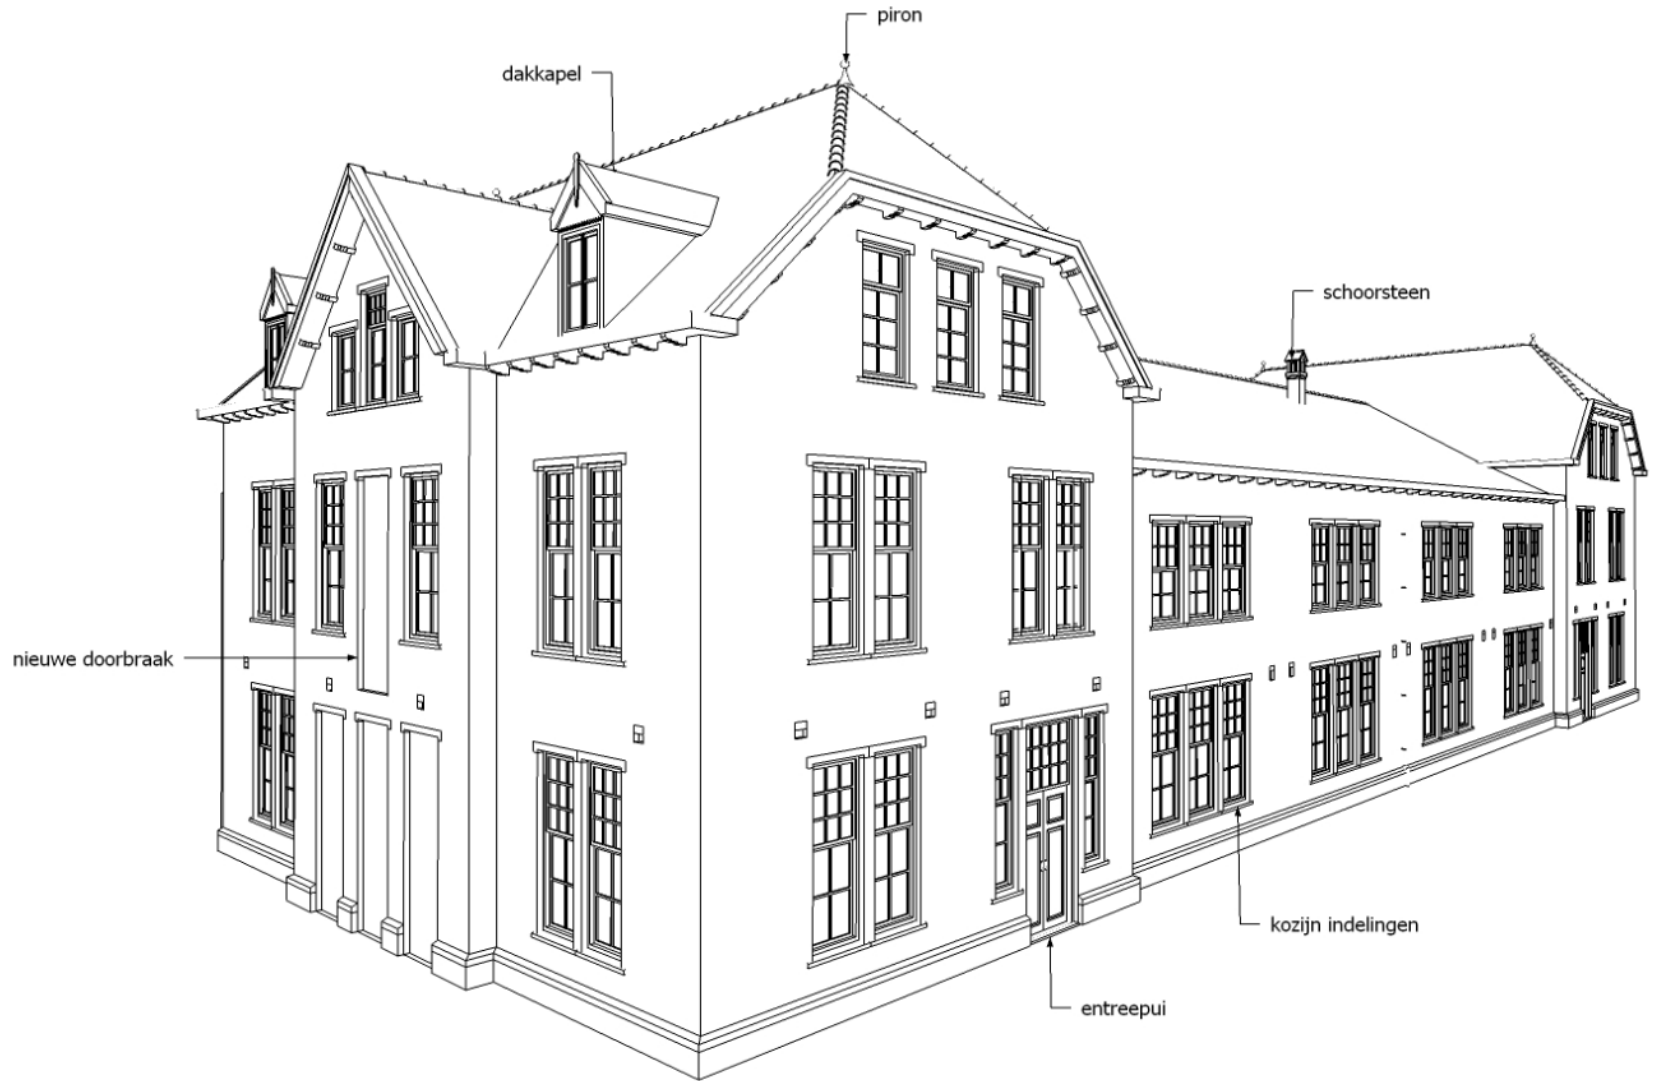 piron
dakkapel
schoorsteen
nieuwe doorbraak
kozijn indelingen
entreepui